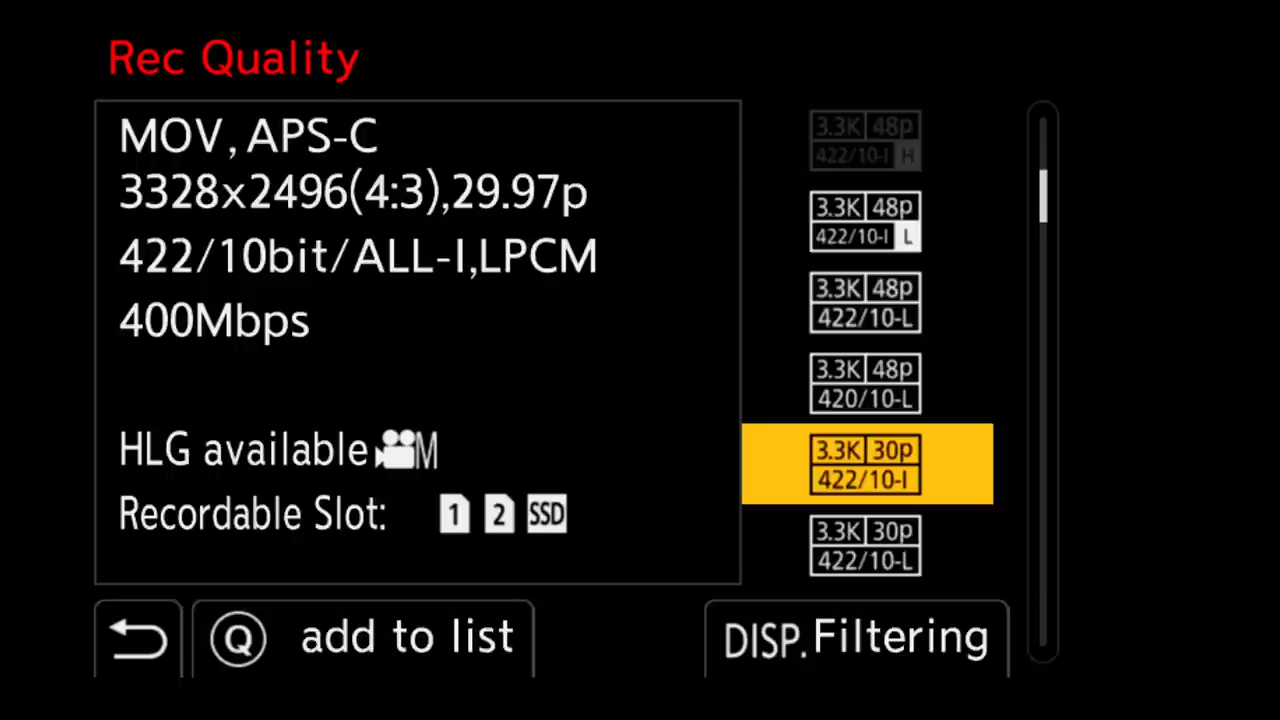 Rec Quality
MOV, APS-C
3328x2496(4:3),29.97p
422/10bit/ALL-I,LPCM
400Mbps
HLG available M
Recordable Slot: 1 2 SSD
3.3K 48p
422/10-I H
3.3K 48p
422/10-I L
3.3K 48p
422/10-L
3.3K 48p
420/10-L
3.3K 30p
422/10-I
3.3K 30p
422/10-L
Q add to list
DISP. Filtering